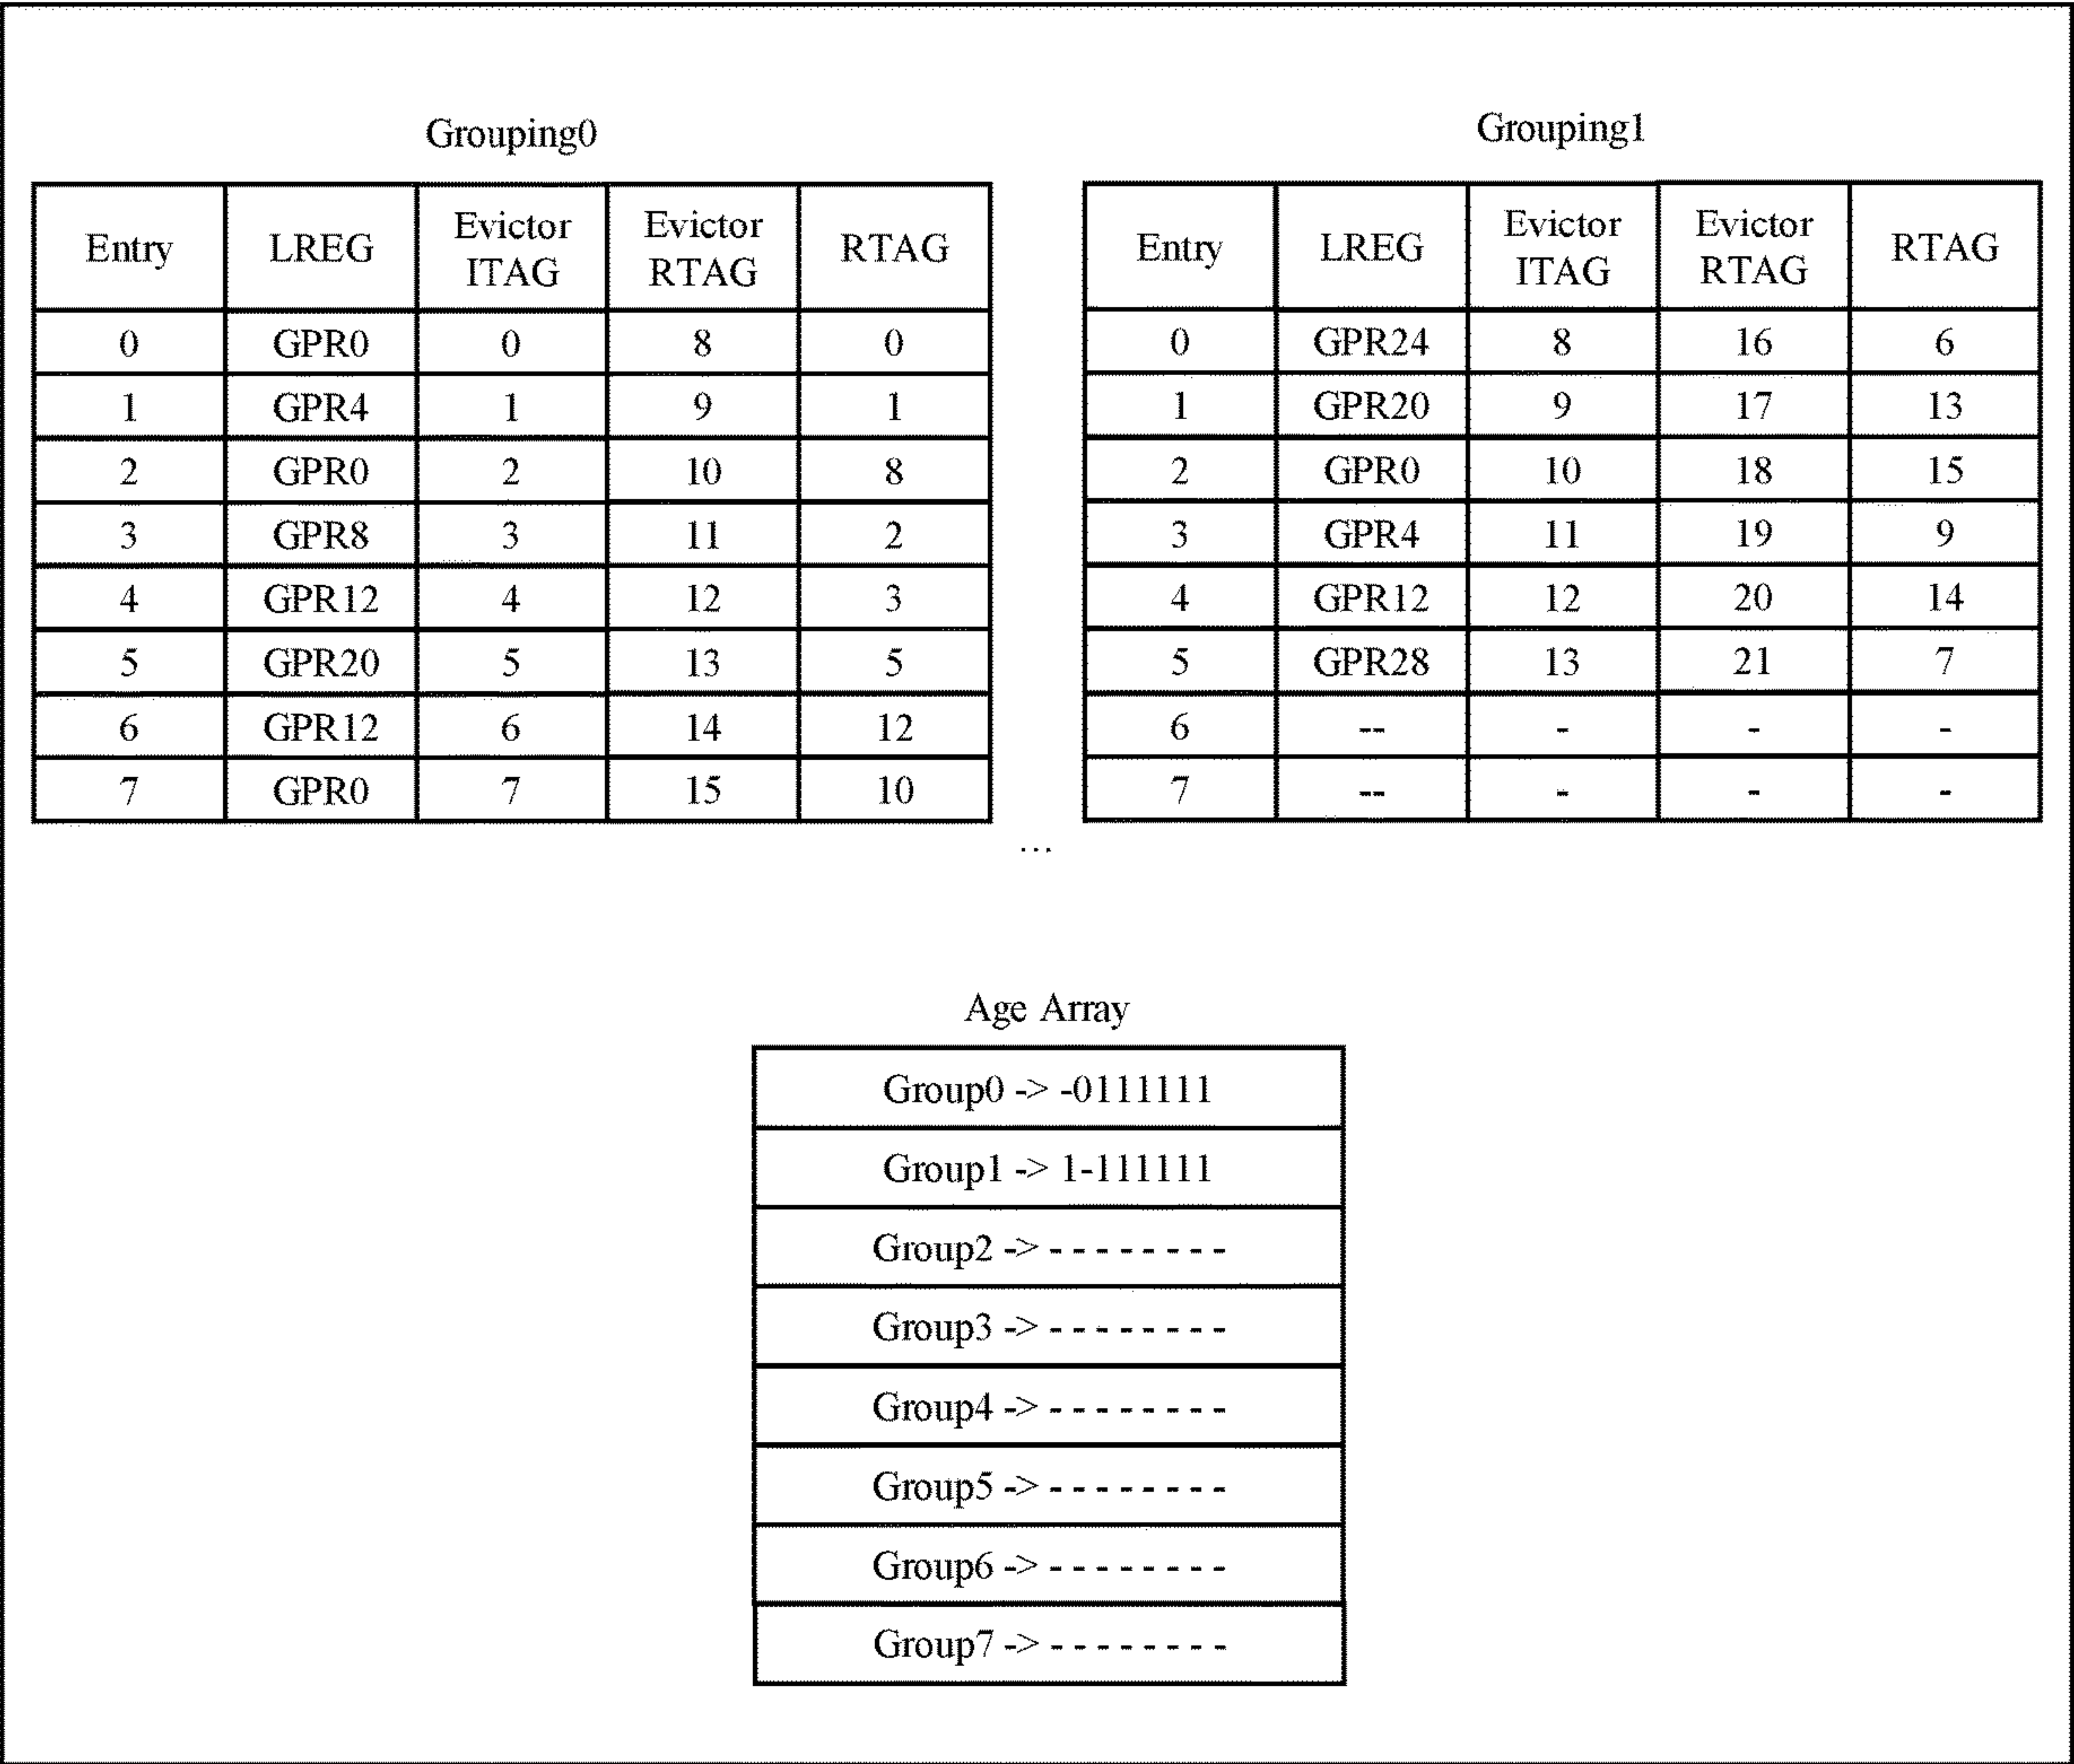 Grouping0
Entry LREG Evictor ITAG Evictor RTAG RTAG
0 GPR0 0 8 0
1 GPR4 1 9 1
2 GPR0 2 10 8
3 GPR8 3 11 2
4 GPR12 4 12 3
5 GPR20 5 13 5
6 GPR12 6 14 12
7 GPR0 7 15 10
Grouping1
Entry LREG Evictor ITAG Evictor RTAG RTAG
0 GPR24 8 16 6
1 GPR20 9 17 13
2 GPR0 10 18 15
3 GPR4 11 19 9
4 GPR12 12 20 14
5 GPR28 13 21 7
6 -- - - -
7 -- - - -
...
Age Array
Group0 -> -0111111
Group1 -> 1-111111
Group2 -> - - - - - - - -
Group3 -> - - - - - - - -
Group4 -> - - - - - - - -
Group5 -> - - - - - - - -
Group6 -> - - - - - - - -
Group7 -> - - - - - - - -